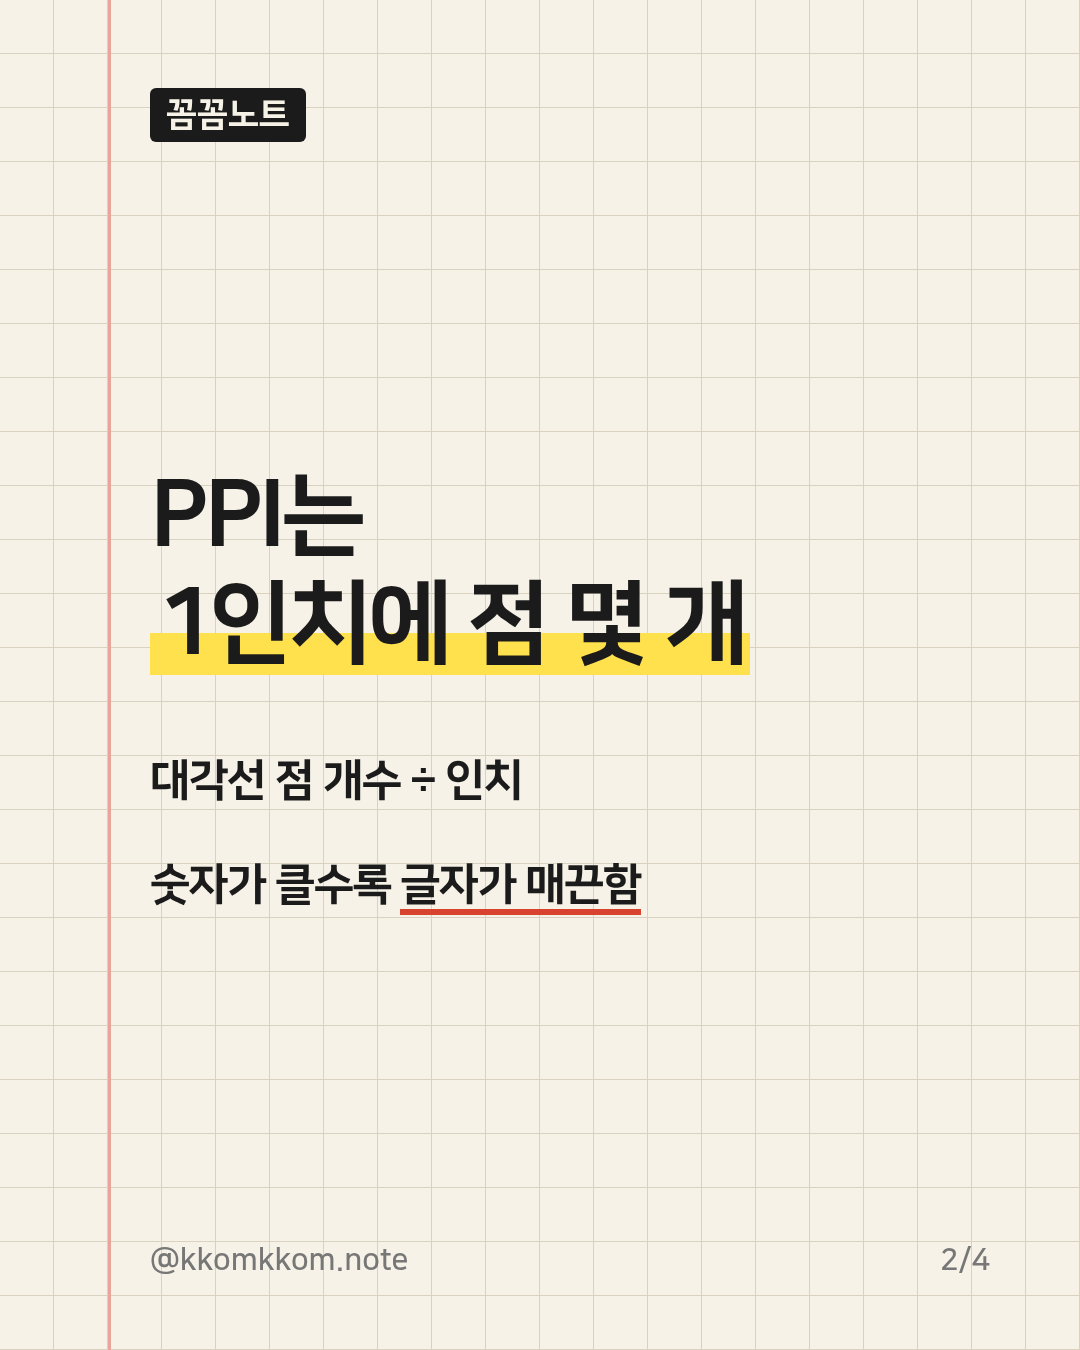 꼼꼼노트
PPI는
1인치에 점 몇 개
대각선 점 개수 ÷ 인치
숫자가 클수록 글자가 매끈함
@kkomkkom.note
2/4